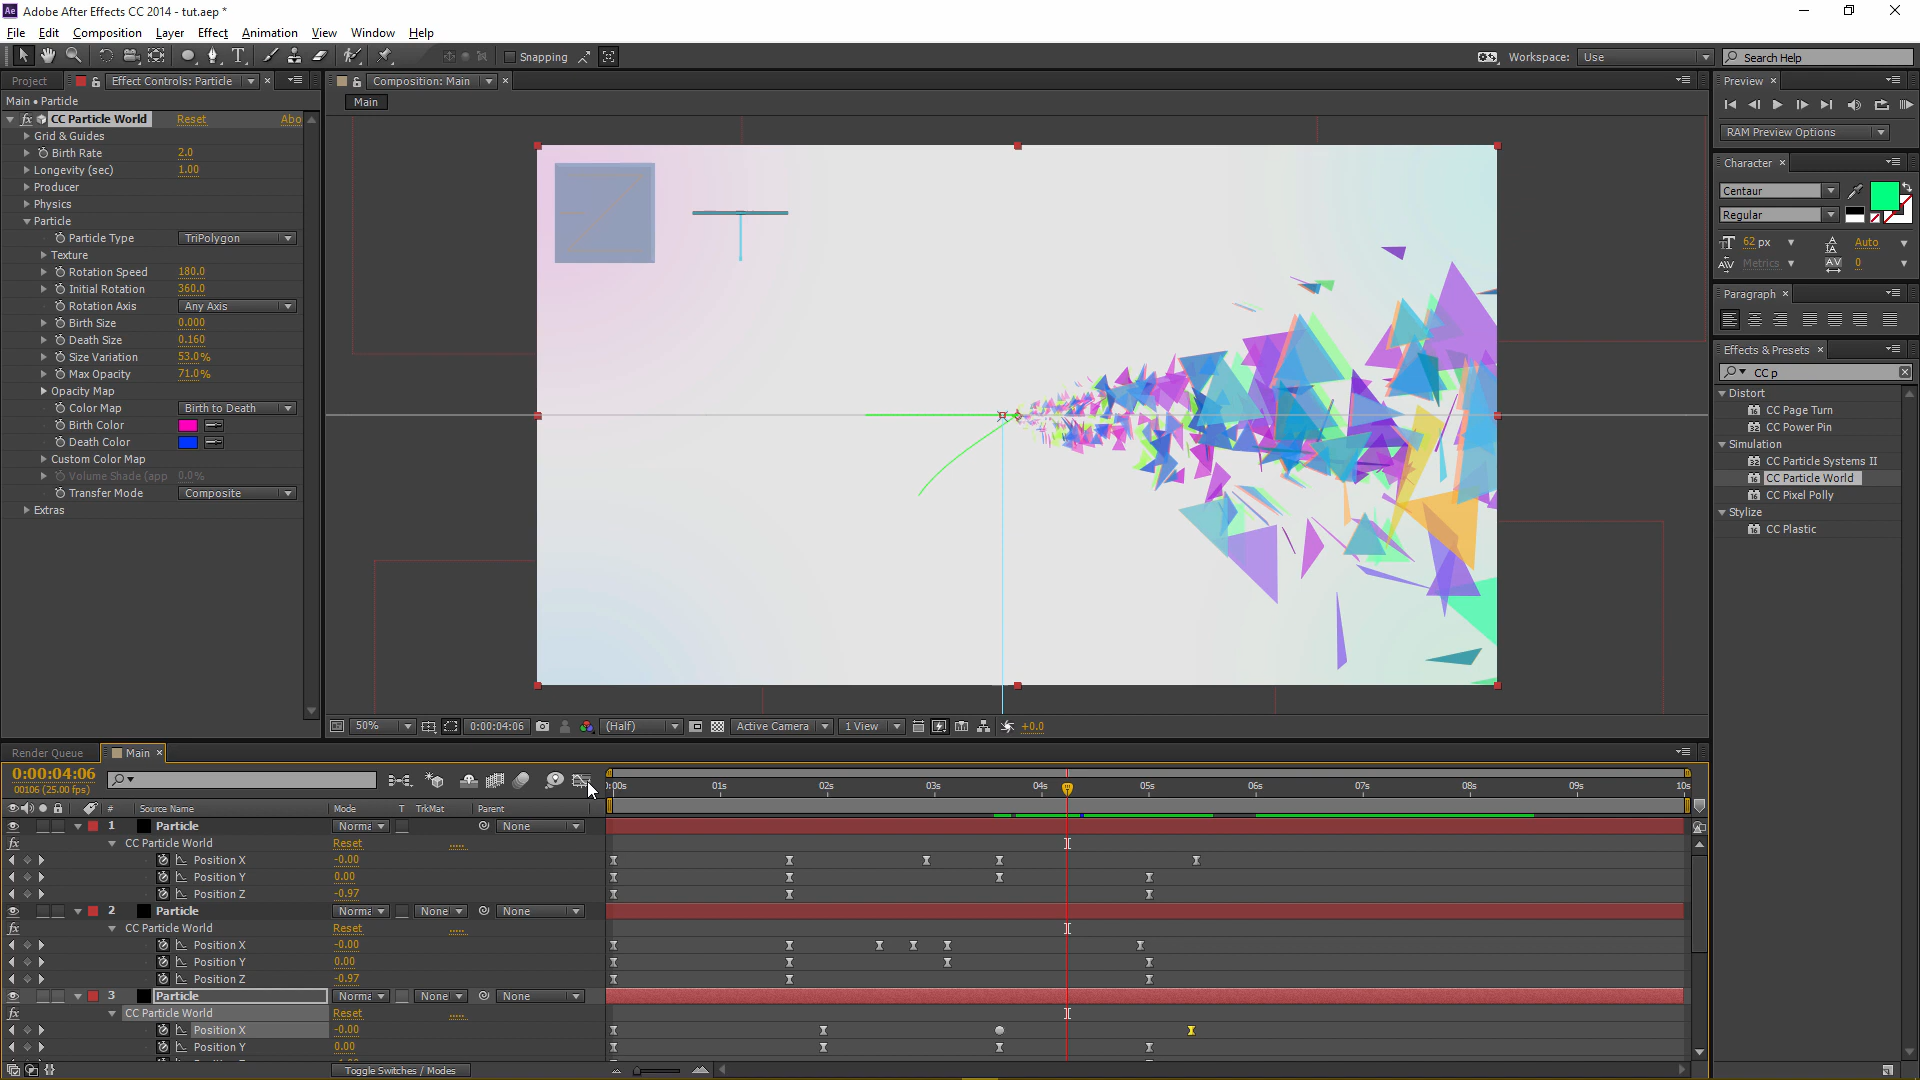 Adobe After Effects CC 2014 - tut.aep *
File Edit Composition Layer Effect Animation View Window Help
Snapping
Workspace: Use
Search Help
Project
Effect Controls: Particle
Main • Particle
CC Particle World Reset Abo
Grid & Guides
Birth Rate 2.0
Longevity (sec) 1.00
Producer
Physics
Particle
Particle Type TriPolygon
Texture
Rotation Speed 180.0
Initial Rotation 360.0
Rotation Axis Any Axis
Birth Size 0.000
Death Size 0.160
Size Variation 53.0%
Max Opacity 71.0%
Opacity Map
Color Map Birth to Death
Birth Color
Death Color
Custom Color Map
Volume Shade (app 0.0%
Transfer Mode Composite
Extras
Composition: Main
Main
50% 0:00:04:06 (Half) Active Camera 1 View +0.0
Preview
RAM Preview Options
Character
Centaur
Regular
62 px Auto
Metrics 0
Paragraph
Effects & Presets
CC p
Distort
CC Page Turn
CC Power Pin
Simulation
CC Particle Systems II
CC Particle World
CC Pixel Polly
Stylize
CC Plastic
Render Queue Main
0:00:04:06
00106 (25.00 fps)
:00s 01s 02s 03s 04s 05s 06s 07s 08s 09s 10s
# Source Name Mode T TrkMat Parent
1 Particle Norma None
CC Particle World Reset
Position X -0.00
Position Y 0.00
Position Z -0.97
2 Particle Norma None None
CC Particle World Reset
Position X -0.00
Position Y 0.00
Position Z -0.97
3 Particle Norma None None
CC Particle World Reset
Position X -0.00
Position Y 0.00
Toggle Switches / Modes